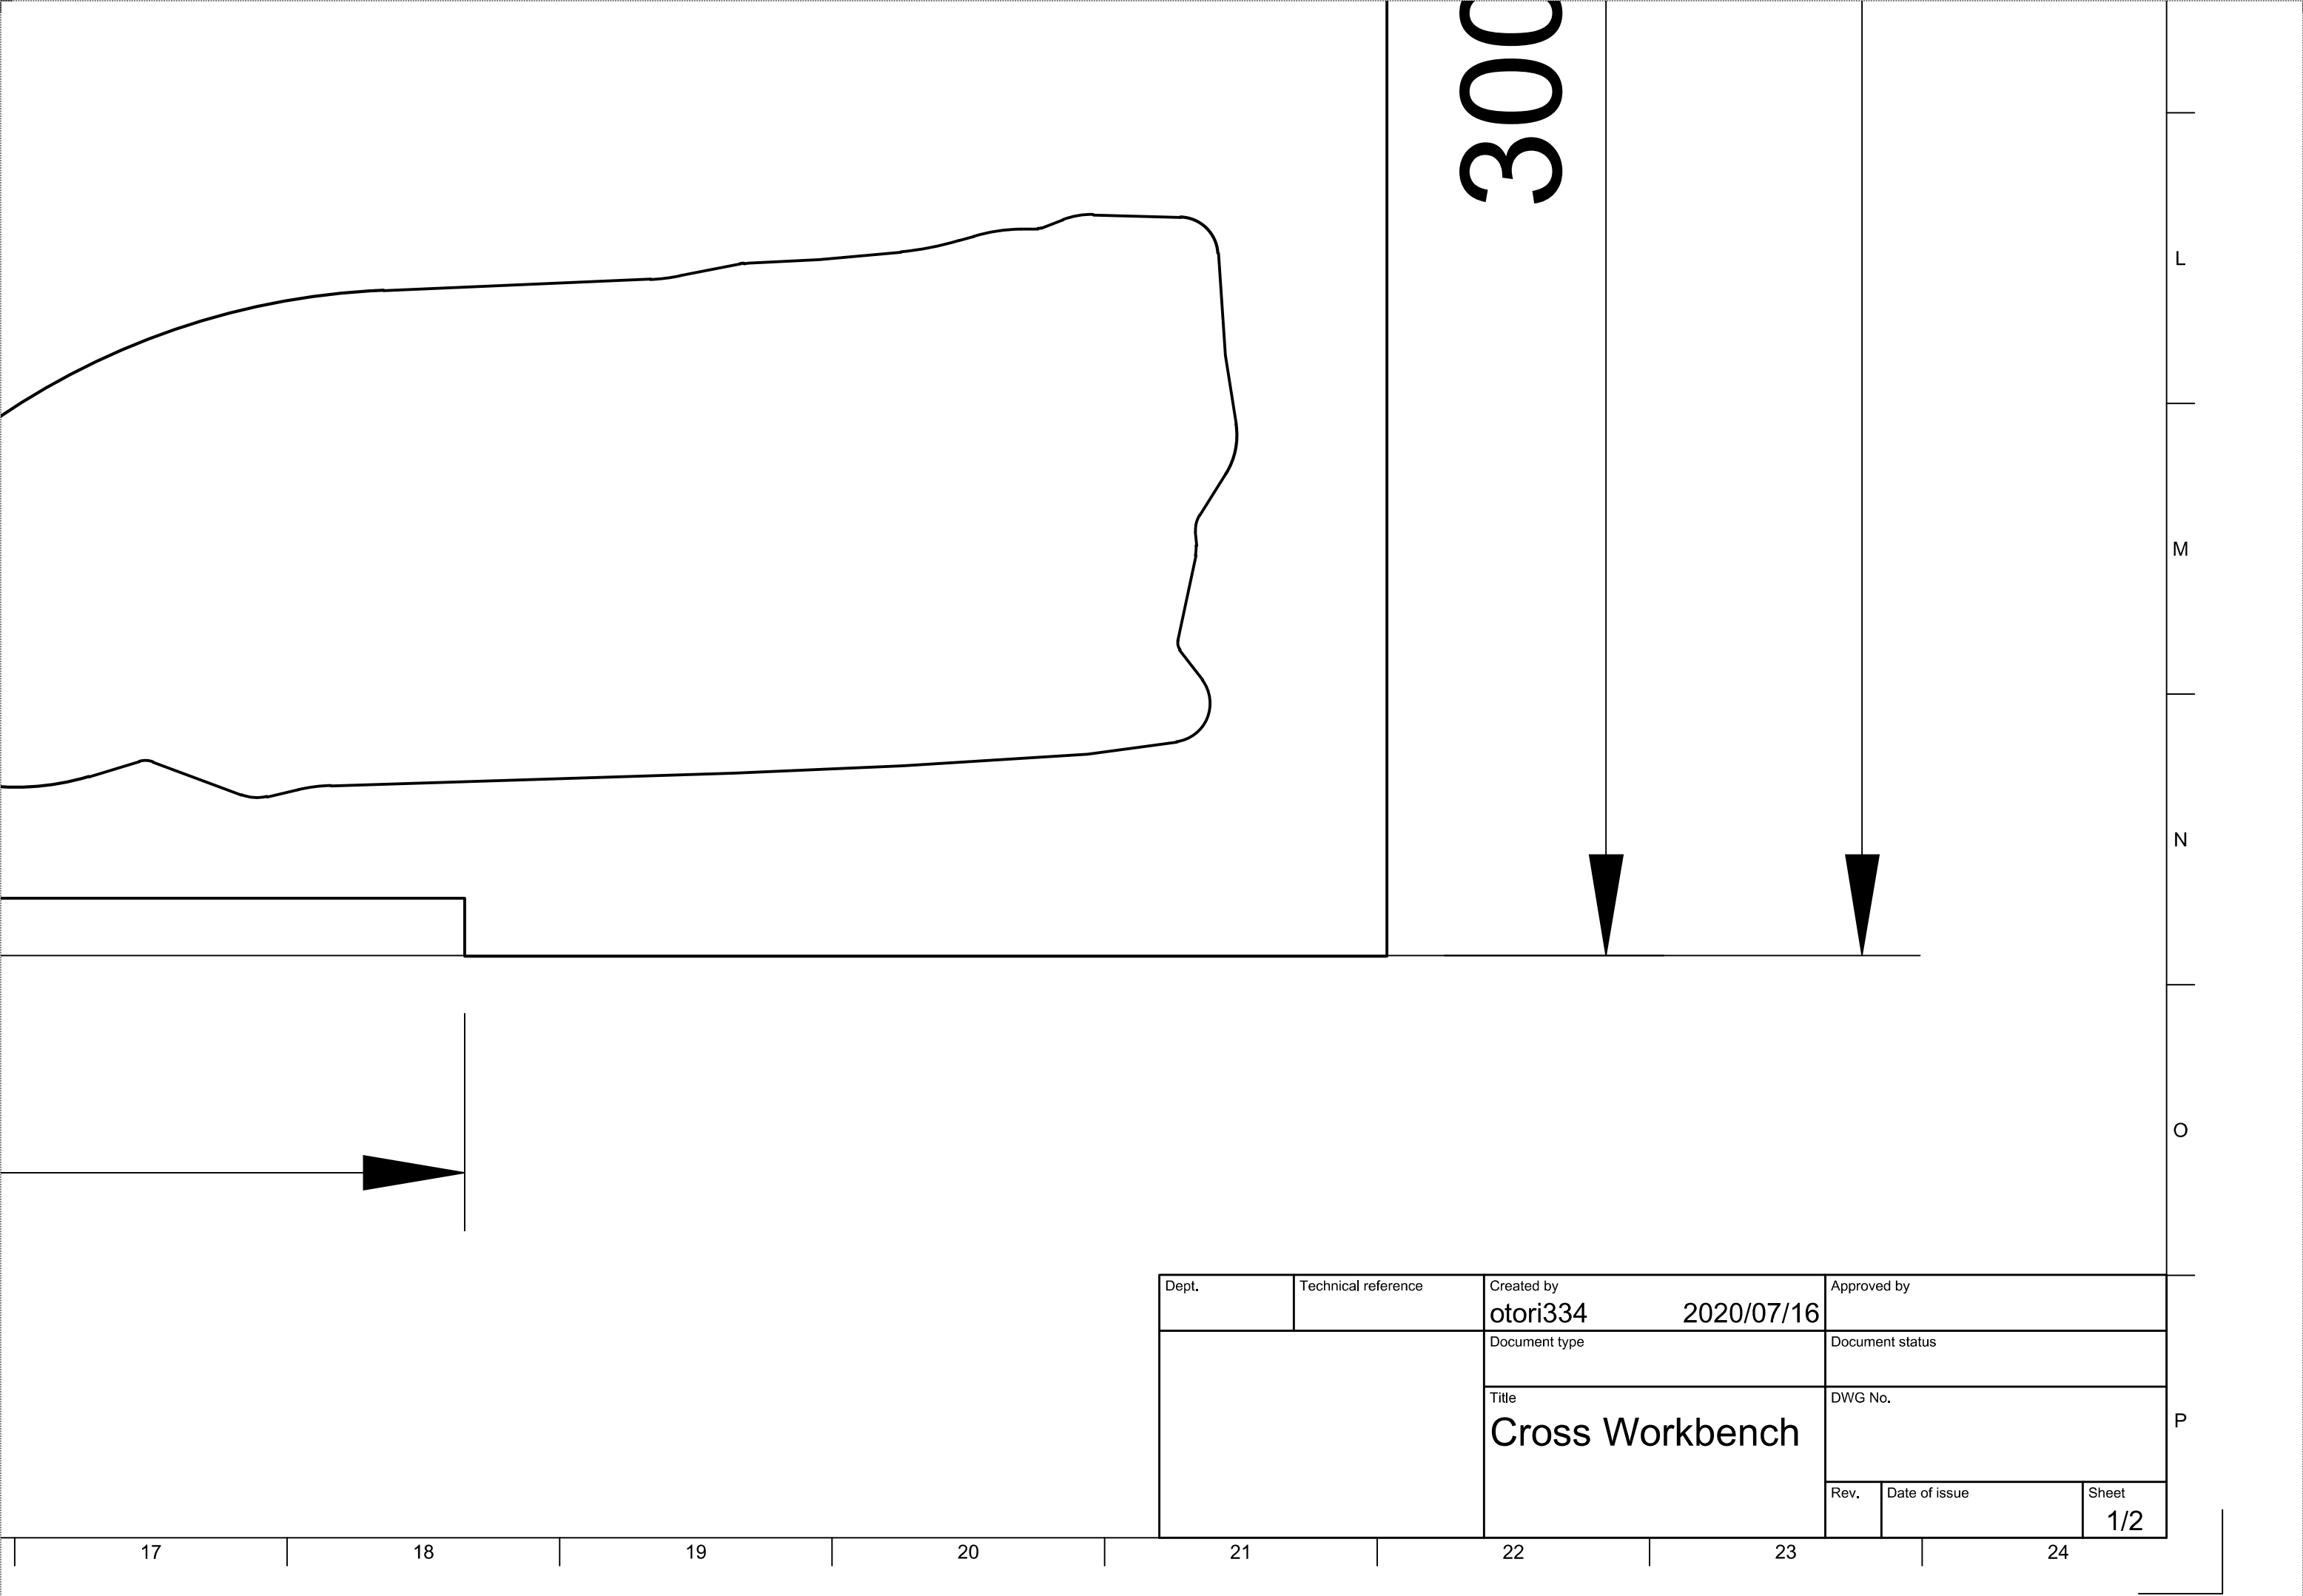 300
L
M
N
O
P
Dept.
Technical reference
Created by
otori334 2020/07/16
Approved by
Document type
Document status
Title
Cross Workbench
DWG No.
Rev.
Date of issue
Sheet
1/2
17 18 19 20 21 22 23 24